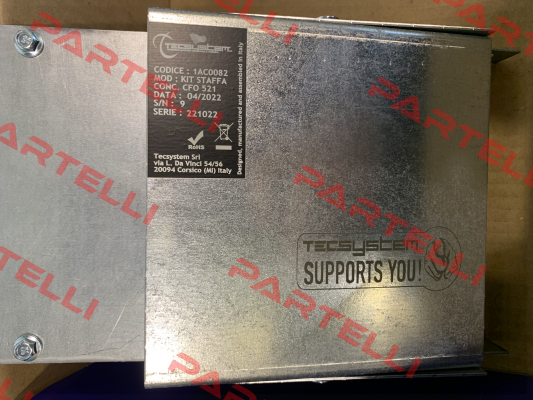 TECSYSTEM
CODICE : 1AC0082
MOD : KIT STAFFA
CONC. CFO 521
DATA : 04/2022
S/N : 9
SERIE : 221022
RoHS
Tecsystem Srl
via L. Da Vinci 54/56
20094 Corsico (MI) Italy
Designed, manufactured and assembled in Italy
TECSYSTEM
SUPPORTS YOU!
PARTELLI
PARTELLI
PARTELLI
PARTELLI
PARTELLI
PARTELLI